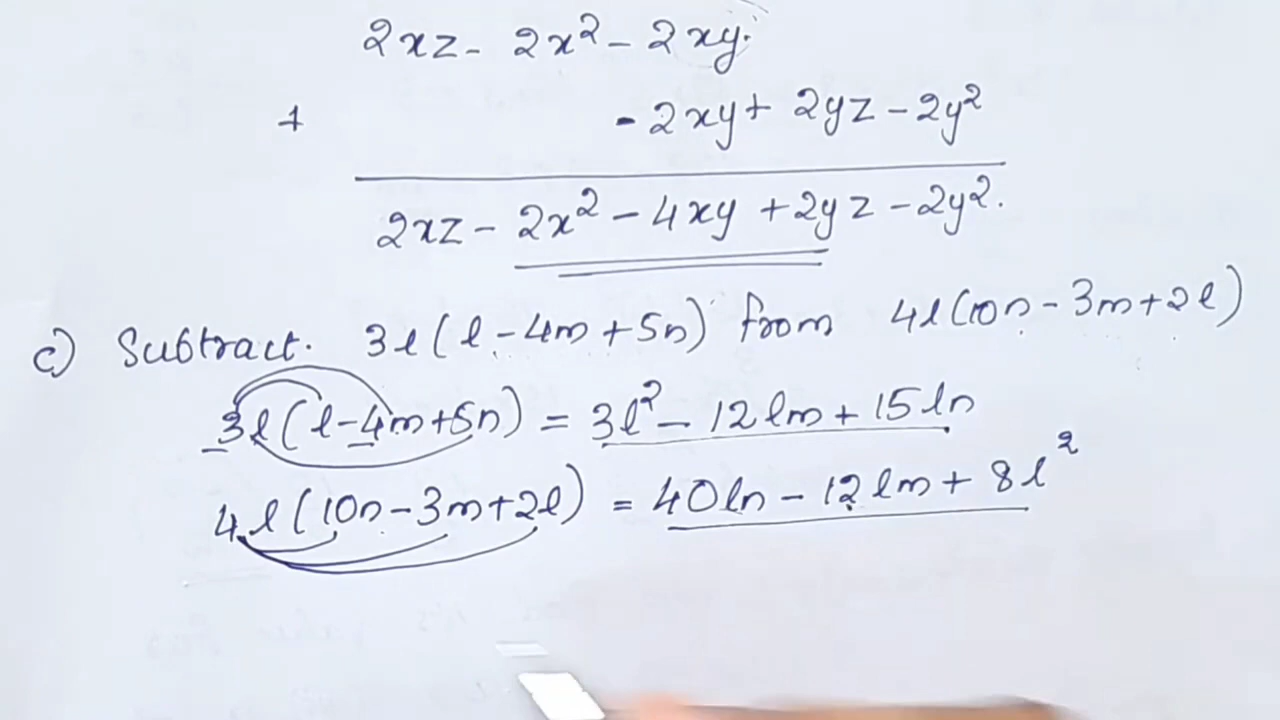 2xz - 2x² - 2xy.
+ - 2xy + 2yz - 2y²
2xz - 2x² - 4xy + 2yz - 2y².
c) Subtract. 3l(l - 4m + 5n) from 4l(10n - 3m + 2l)
3l(l - 4m + 5n) = 3l² - 12lm + 15ln
4l(10n - 3m + 2l) = 40ln - 12lm + 8l²